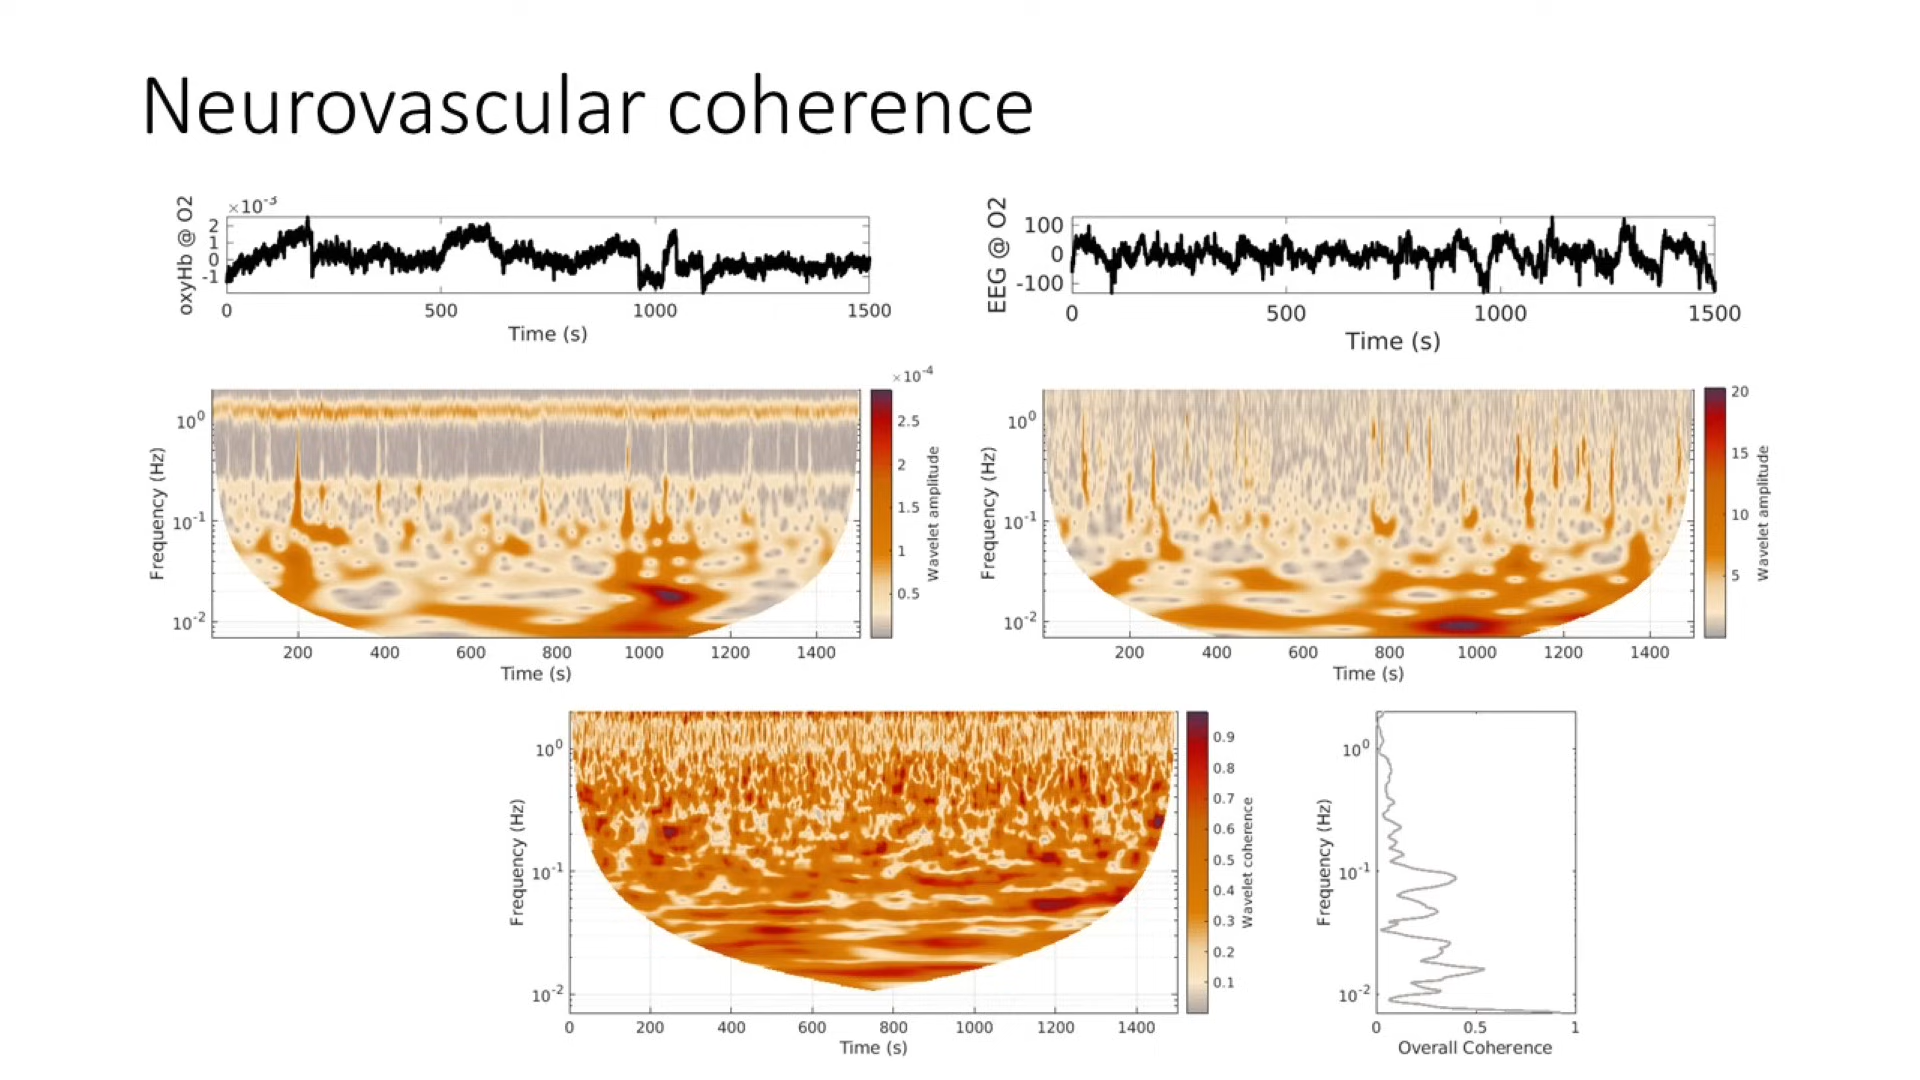 Neurovascular coherence
×10⁻³
oxyHb @ O2
2
1
0
-1
0 500 1000 1500
Time (s)
EEG @ O2
100
0
-100
0 500 1000 1500
Time (s)
×10⁻⁴
Frequency (Hz)
10⁰
10⁻¹
10⁻²
200 400 600 800 1000 1200 1400
Time (s)
2.5
2
1.5
1
0.5
Wavelet amplitude
Frequency (Hz)
10⁰
10⁻¹
10⁻²
200 400 600 800 1000 1200 1400
Time (s)
20
15
10
5
Wavelet amplitude
Frequency (Hz)
10⁰
10⁻¹
10⁻²
0 200 400 600 800 1000 1200 1400
Time (s)
0.9
0.8
0.7
0.6
0.5
0.4
0.3
0.2
0.1
Wavelet coherence
Frequency (Hz)
10⁰
10⁻¹
10⁻²
0 0.5 1
Overall Coherence